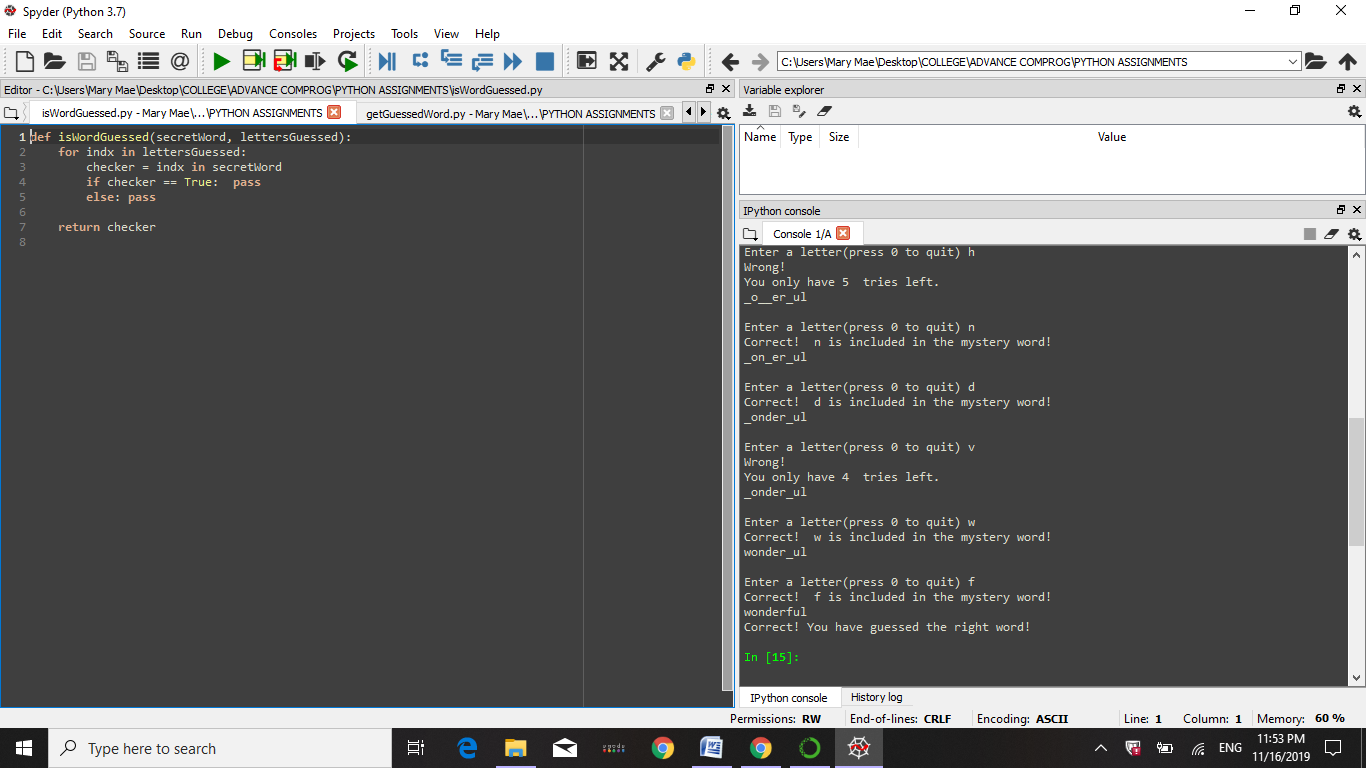 Spyder (Python 3.7)
File Edit Search Source Run Debug Consoles Projects Tools View Help
C:\Users\Mary Mae\Desktop\COLLEGE\ADVANCE COMPROG\PYTHON ASSIGNMENTS
Editor - C:\Users\Mary Mae\Desktop\COLLEGE\ADVANCE COMPROG\PYTHON ASSIGNMENTS\isWordGuessed.py
isWordGuessed.py - Mary Mae\...\PYTHON ASSIGNMENTS
getGuessedWord.py - Mary Mae\...\PYTHON ASSIGNMENTS
1 def isWordGuessed(secretWord, lettersGuessed):
2     for indx in lettersGuessed:
3         checker = indx in secretWord
4         if checker == True:  pass
5         else: pass
6
7     return checker
8
Variable explorer
Name Type Size Value
IPython console
Console 1/A
Enter a letter(press 0 to quit) h
Wrong!
You only have 5  tries left.
_o__er_ul
Enter a letter(press 0 to quit) n
Correct!  n is included in the mystery word!
_on_er_ul
Enter a letter(press 0 to quit) d
Correct!  d is included in the mystery word!
_onder_ul
Enter a letter(press 0 to quit) v
Wrong!
You only have 4  tries left.
_onder_ul
Enter a letter(press 0 to quit) w
Correct!  w is included in the mystery word!
wonder_ul
Enter a letter(press 0 to quit) f
Correct!  f is included in the mystery word!
wonderful
Correct! You have guessed the right word!
In [15]:
IPython console History log
Permissions: RW End-of-lines: CRLF Encoding: ASCII Line: 1 Column: 1 Memory: 60 %
Type here to search
ENG
11:53 PM
11/16/2019